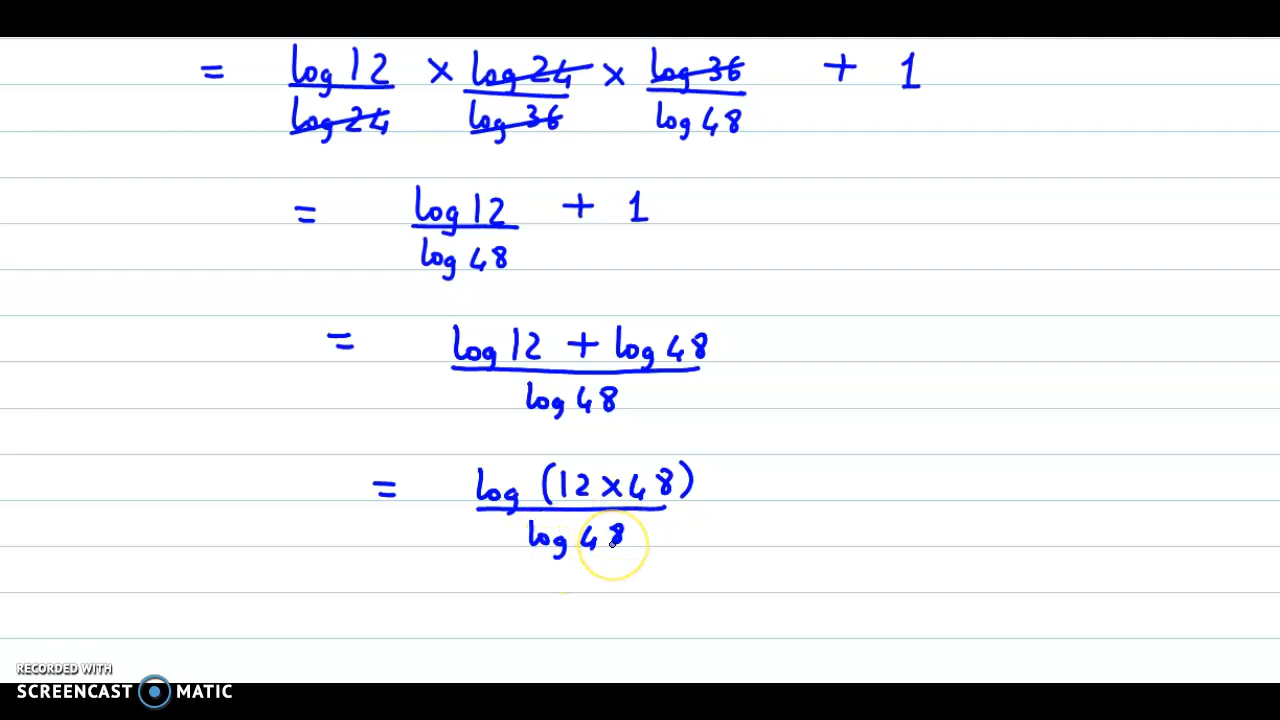 = log 12 / log 24 × log 24 / log 36 × log 36 / log 48 + 1
= log 12 / log 48 + 1
= log 12 + log 48 / log 48
= log (12 × 48) / log 48
RECORDED WITH
SCREENCAST MATIC